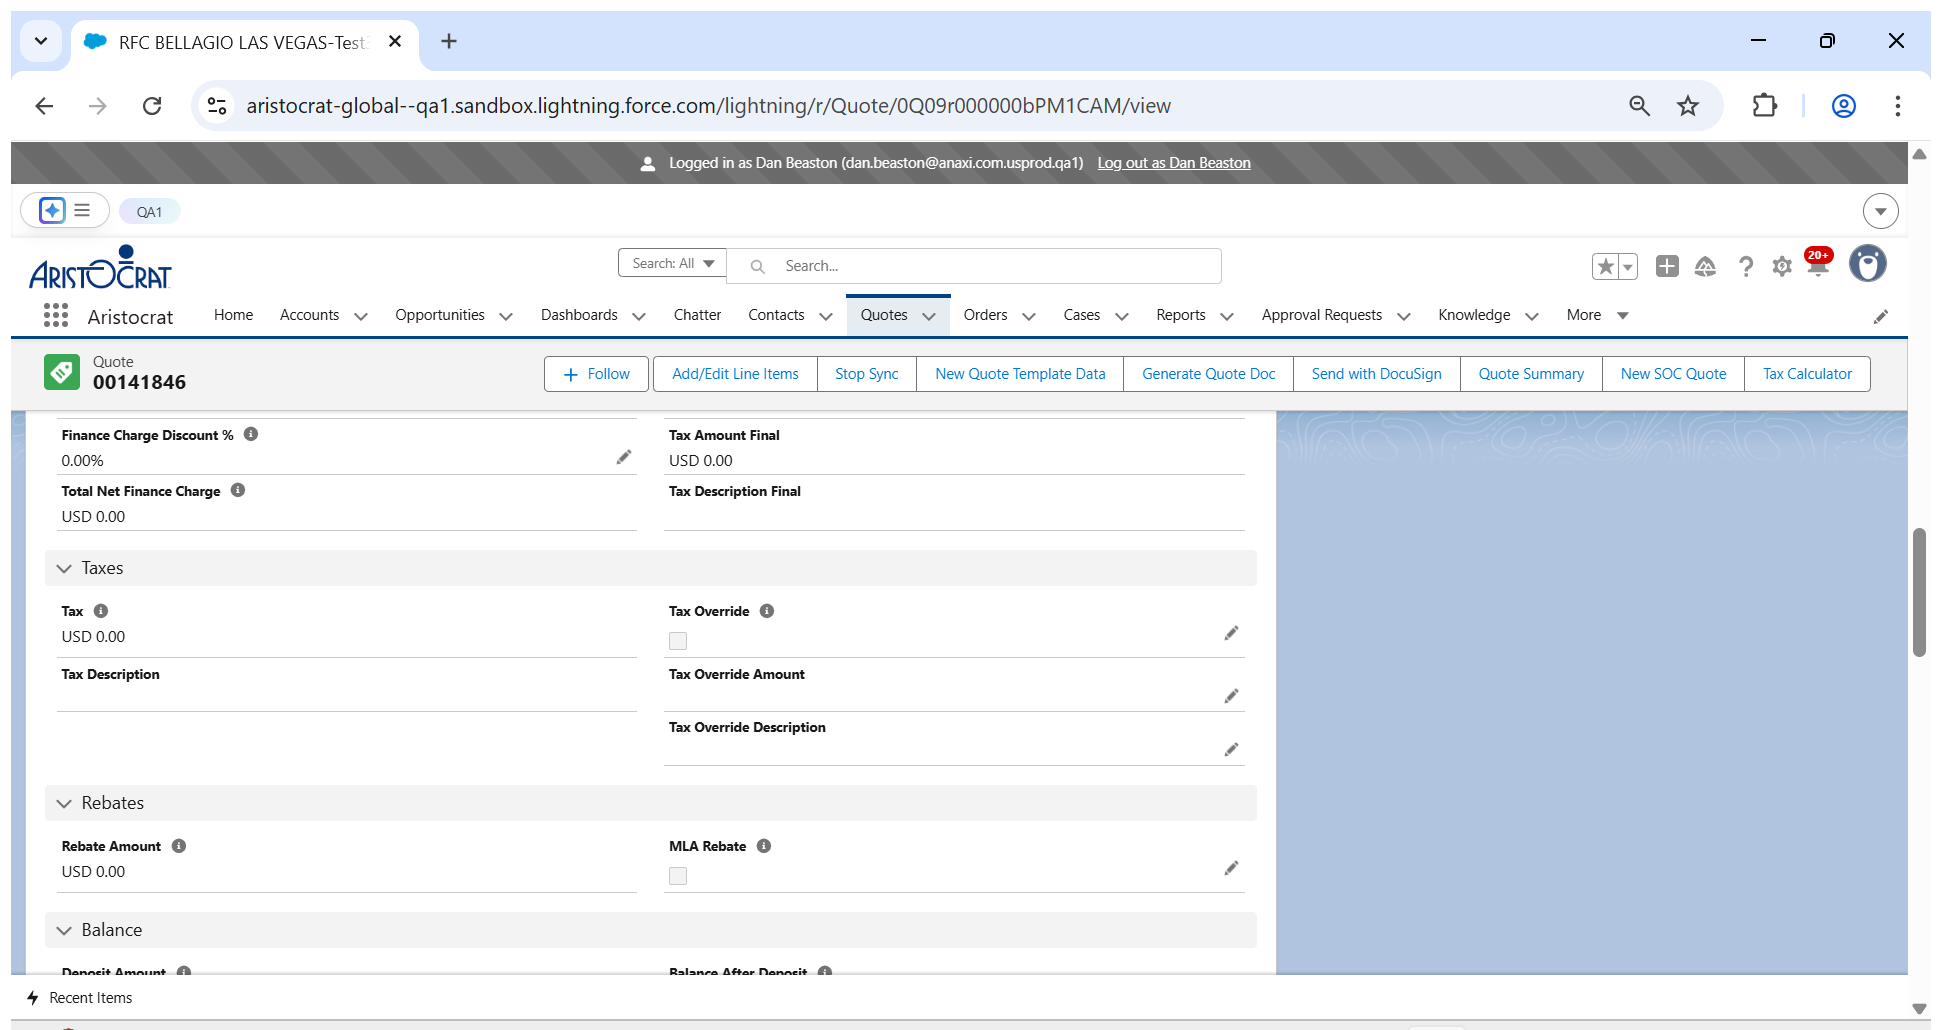 RFC BELLAGIO LAS VEGAS-Test
aristocrat-global--qa1.sandbox.lightning.force.com/lightning/r/Quote/0Q09r000000bPM1CAM/view
Logged in as Dan Beaston (dan.beaston@anaxi.com.usprod.qa1) Log out as Dan Beaston
QA1
ARISTOCRAT
Search: All
Search...
20+
Aristocrat Home Accounts Opportunities Dashboards Chatter Contacts Quotes Orders Cases Reports Approval Requests Knowledge More
Quote
00141846
Follow Add/Edit Line Items Stop Sync New Quote Template Data Generate Quote Doc Send with DocuSign Quote Summary New SOC Quote Tax Calculator
Finance Charge Discount % Tax Amount Final
0.00% USD 0.00
Total Net Finance Charge Tax Description Final
USD 0.00
Taxes
Tax Tax Override
USD 0.00
Tax Description Tax Override Amount
Tax Override Description
Rebates
Rebate Amount MLA Rebate
USD 0.00
Balance
Deposit Amount Balance After Deposit
Recent Items